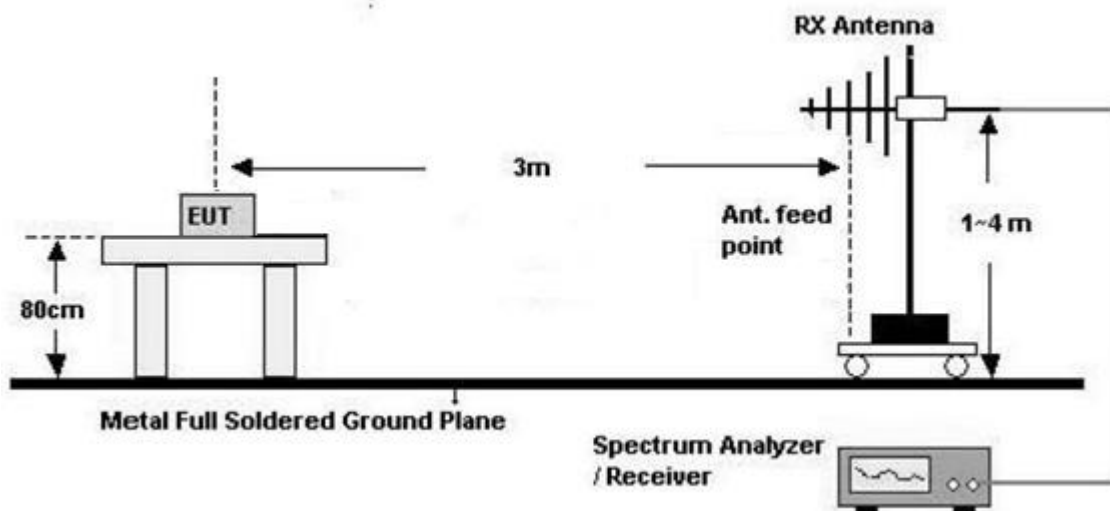 RX Antenna
3m
EUT
Ant. feed
point
1~4 m
80cm
Metal Full Soldered Ground Plane
Spectrum Analyzer
/ Receiver